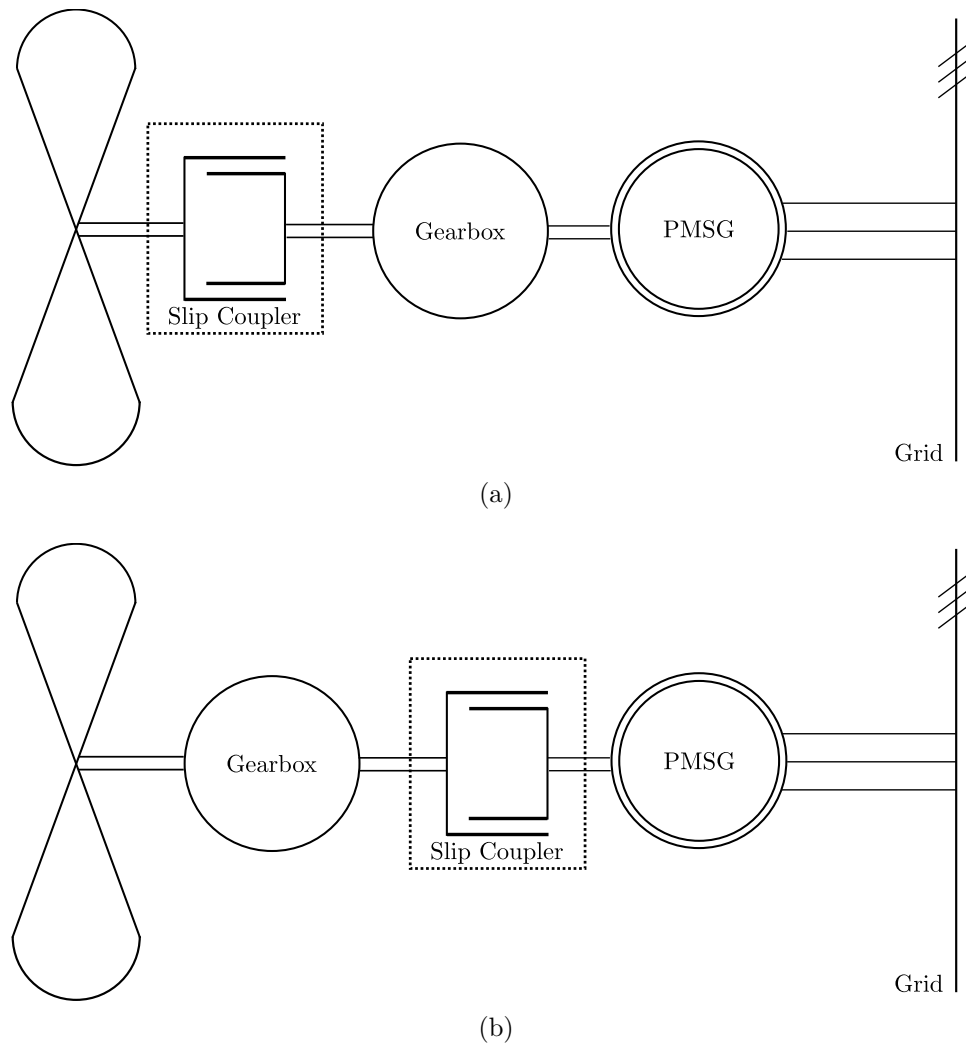 Gearbox
PMSG
Slip Coupler
Grid
(a)
Gearbox
PMSG
Slip Coupler
Grid
(b)